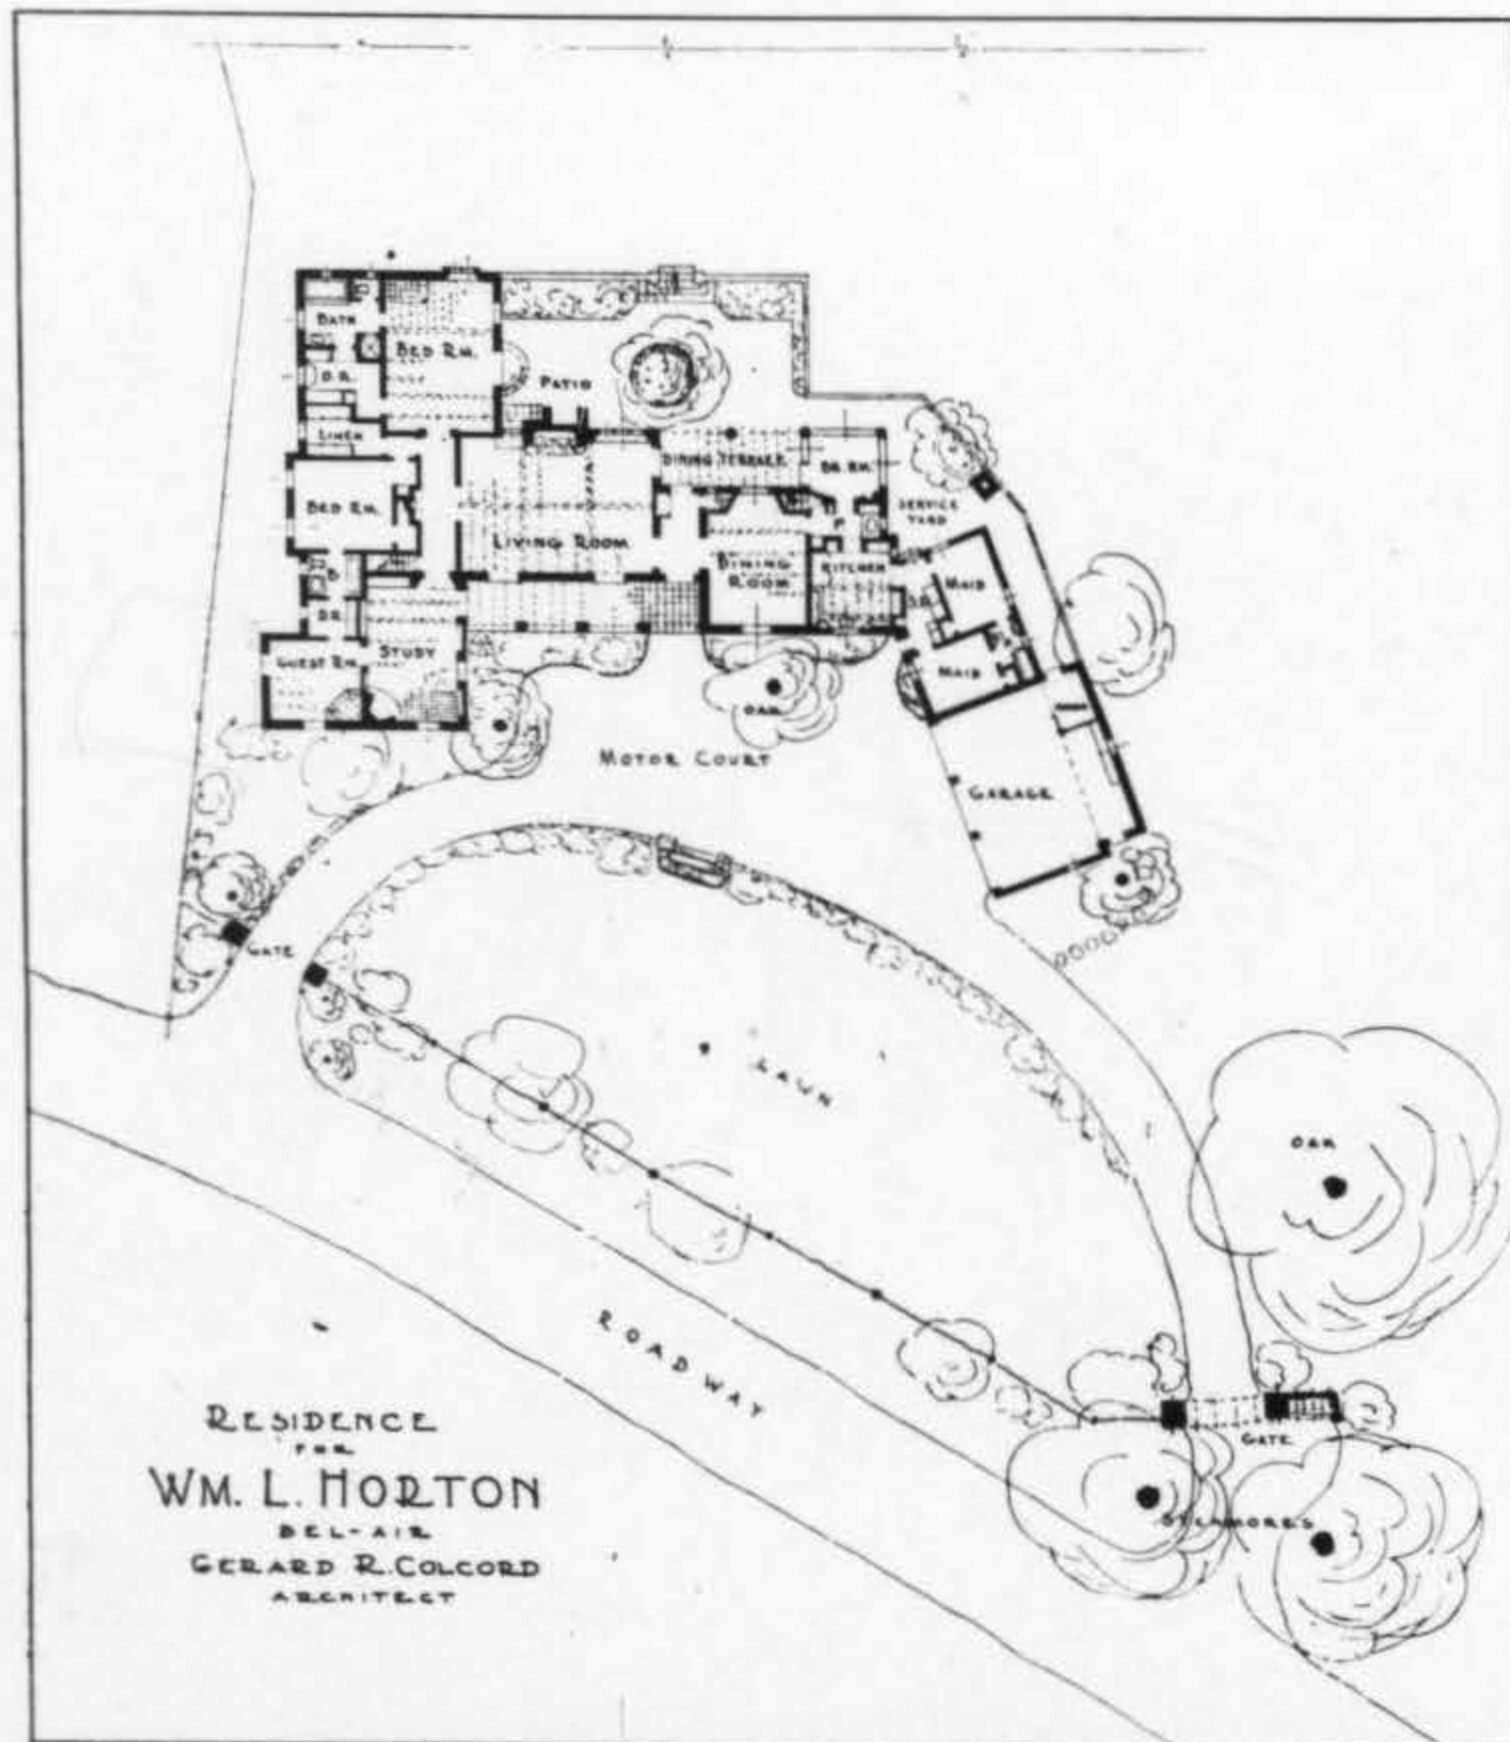 BATH
BED RM.
D.R.
LINEN
BED RM.
B
D.R.
GUEST RM.
STUDY
PATIO
LIVING ROOM
DINING TERRACE
BR. RM.
DINING
ROOM
P
KITCHEN
SERVICE
YARD
MAID
MAID
OAK
MOTOR COURT
GARAGE
GATE
LAWN
OAK
ROADWAY
GATE
SYCAMORES
RESIDENCE
FOR
WM. L. HORTON
BEL-AIR
GERARD R. COLCORD
ARCHITECT